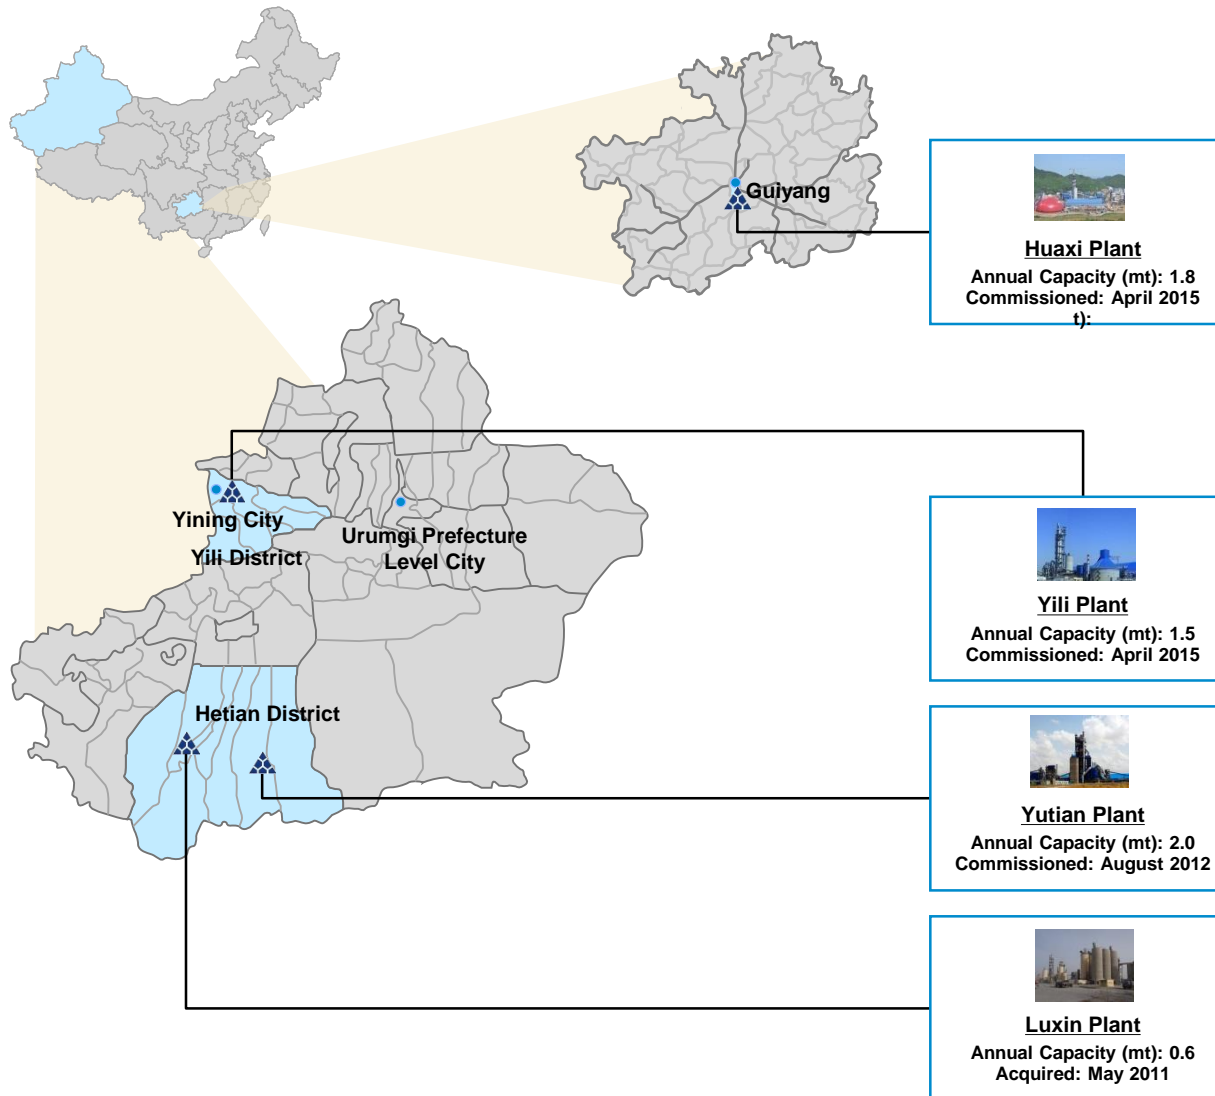 Guiyang
Huaxi Plant
Annual Capacity (mt): 1.8
Commissioned: April 2015
t):
Yining City
Yili District
Urumgi Prefecture
Level City
Yili Plant
Annual Capacity (mt): 1.5
Commissioned: April 2015
Hetian District
Yutian Plant
Annual Capacity (mt): 2.0
Commissioned: August 2012
Luxin Plant
Annual Capacity (mt): 0.6
Acquired: May 2011